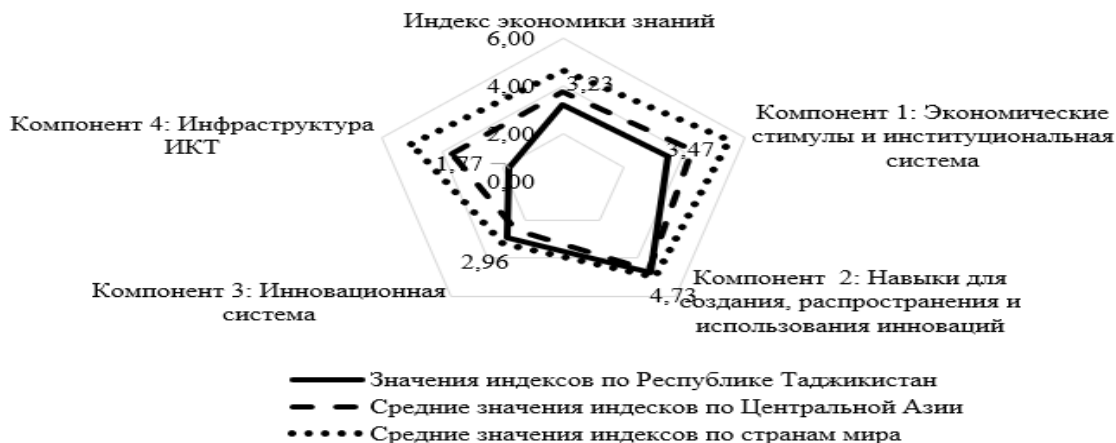 Индекс экономики знаний
6,00
4,00
3,23
2,00
0,00
Компонент 1: Экономические
стимулы и институциональная
система
3,47
Компонент 2: Навыки для
создания, распространения и
использования инноваций
4,73
Компонент 3: Инновационная
система
2,96
Компонент 4: Инфраструктура
ИКТ
1,77
Значения индексов по Республике Таджикистан
Средние значения индесков по Центральной Азии
Средние значения индексов по странам мира